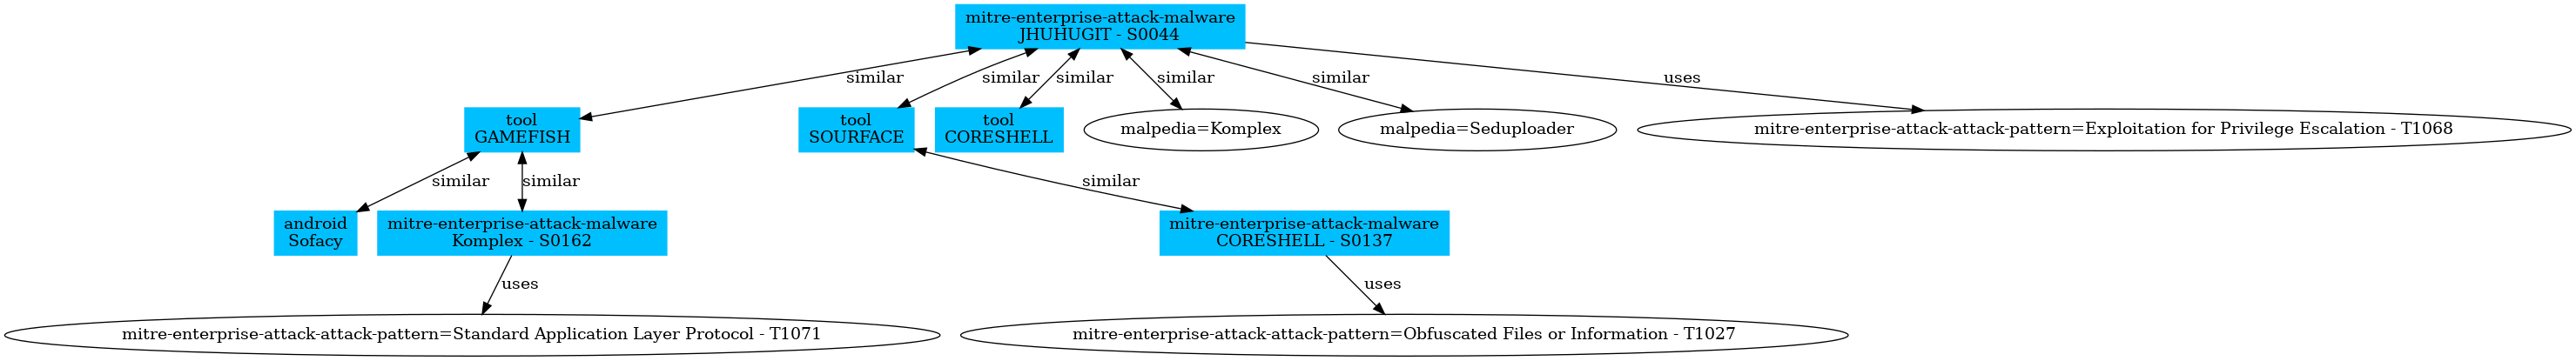 mitre-enterprise-attack-malware
JHUHUGIT - S0044
similar
similar
similar
similar
similar
uses
tool
GAMEFISH
tool
SOURFACE
tool
CORESHELL
malpedia=Komplex
malpedia=Seduploader
mitre-enterprise-attack-attack-pattern=Exploitation for Privilege Escalation - T1068
similar
similar
similar
android
Sofacy
mitre-enterprise-attack-malware
Komplex - S0162
mitre-enterprise-attack-malware
CORESHELL - S0137
uses
uses
mitre-enterprise-attack-attack-pattern=Standard Application Layer Protocol - T1071
mitre-enterprise-attack-attack-pattern=Obfuscated Files or Information - T1027